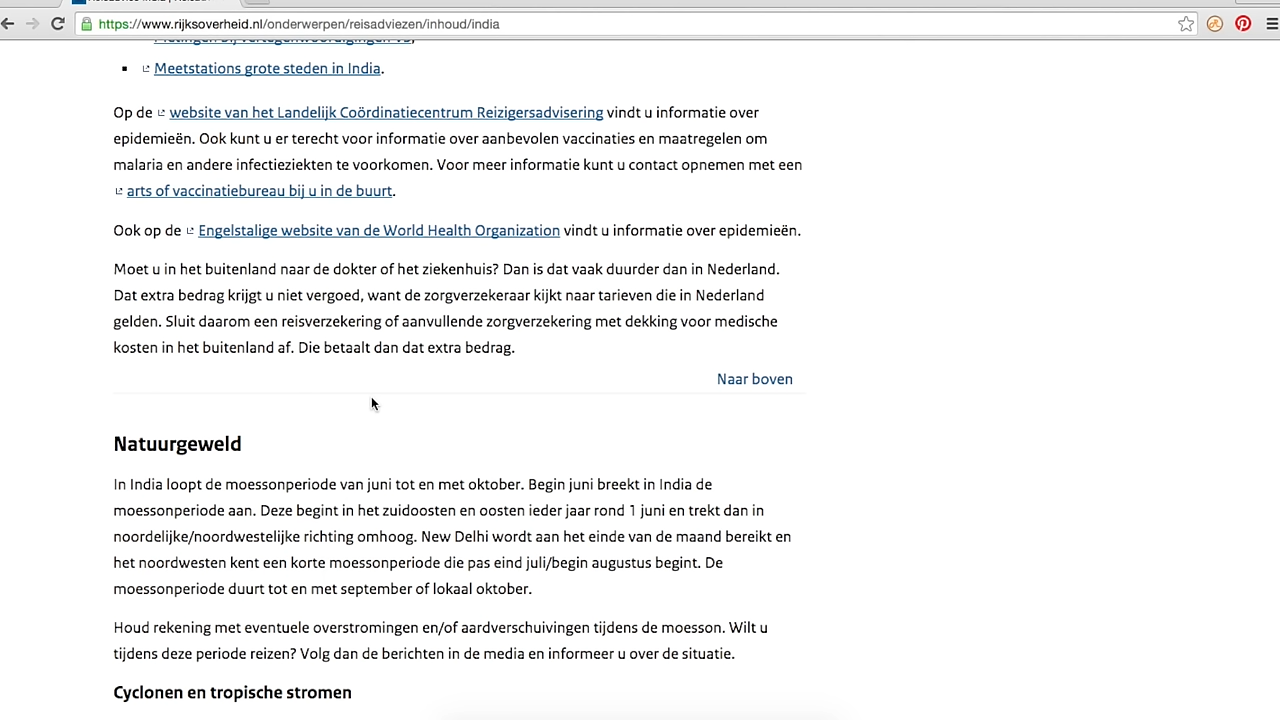 https://www.rijksoverheid.nl/onderwerpen/reisadviezen/inhoud/india
Meetstations grote steden in India.
Op de website van het Landelijk Coördinatiecentrum Reizigersadvisering vindt u informatie over
epidemieën. Ook kunt u er terecht voor informatie over aanbevolen vaccinaties en maatregelen om
malaria en andere infectieziekten te voorkomen. Voor meer informatie kunt u contact opnemen met een
arts of vaccinatiebureau bij u in de buurt.
Ook op de Engelstalige website van de World Health Organization vindt u informatie over epidemieën.
Moet u in het buitenland naar de dokter of het ziekenhuis? Dan is dat vaak duurder dan in Nederland.
Dat extra bedrag krijgt u niet vergoed, want de zorgverzekeraar kijkt naar tarieven die in Nederland
gelden. Sluit daarom een reisverzekering of aanvullende zorgverzekering met dekking voor medische
kosten in het buitenland af. Die betaalt dan dat extra bedrag.
Naar boven
Natuurgeweld
In India loopt de moessonperiode van juni tot en met oktober. Begin juni breekt in India de
moessonperiode aan. Deze begint in het zuidoosten en oosten ieder jaar rond 1 juni en trekt dan in
noordelijke/noordwestelijke richting omhoog. New Delhi wordt aan het einde van de maand bereikt en
het noordwesten kent een korte moessonperiode die pas eind juli/begin augustus begint. De
moessonperiode duurt tot en met september of lokaal oktober.
Houd rekening met eventuele overstromingen en/of aardverschuivingen tijdens de moesson. Wilt u
tijdens deze periode reizen? Volg dan de berichten in de media en informeer u over de situatie.
Cyclonen en tropische stromen